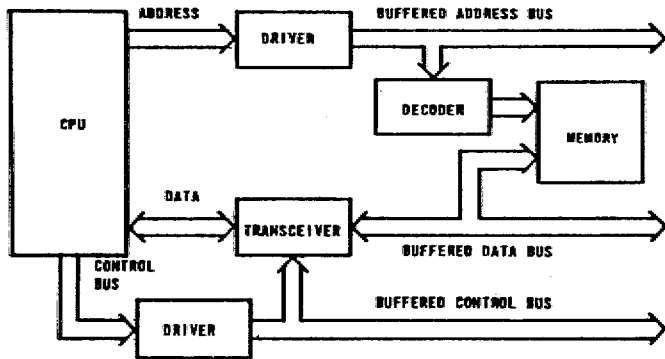 ADDRESS
DRIVER
BUFFERED ADDRESS BUS
DECODER
CPU
MEMORY
DATA
TRANSCEIVER
BUFFERED DATA BUS
CONTROL
BUS
BUFFERED CONTROL BUS
DRIVER